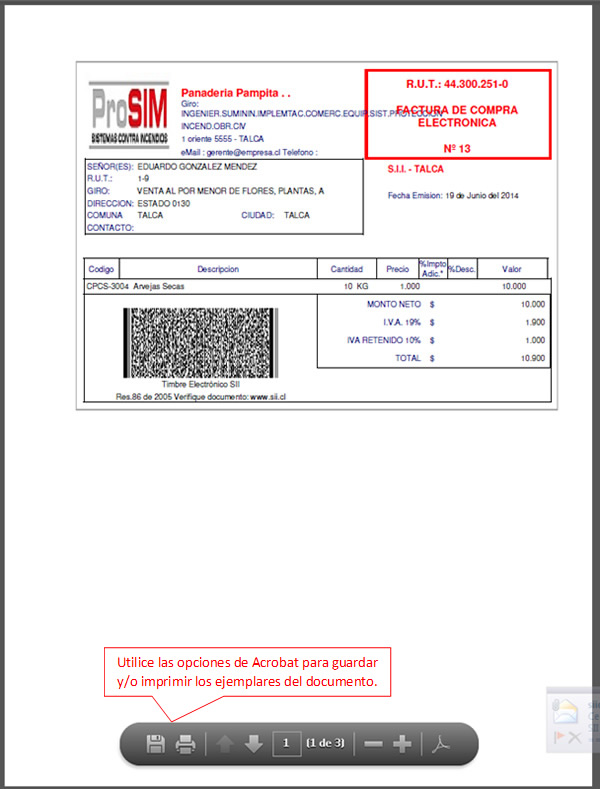 ProSIM
SISTEMAS CONTRA INCENDIOS
Panaderia Pampita . .
Giro:
INGENIER.SUMININ.IMPLEMTAC.COMERC.EQUIP.SIST.PROTECCION
INCEND.OBR.CIV
1 oriente 5555 - TALCA
eMail : gerente@empresa.cl Telefono :
R.U.T.: 44.300.251-0
FACTURA DE COMPRA
ELECTRONICA
Nº 13
S.I.I. - TALCA
Fecha Emision: 19 de Junio del 2014
SEÑOR(ES): EDUARDO GONZALEZ MENDEZ
R.U.T.: 1-9
GIRO: VENTA AL POR MENOR DE FLORES, PLANTAS, A
DIRECCION: ESTADO 0130
COMUNA TALCA CIUDAD: TALCA
CONTACTO:
Codigo Descripcion Cantidad Precio %Impto Adic.* %Desc. Valor
CPCS-3004 Arvejas Secas 10 KG 1.000 10.000
MONTO NETO $ 10.000
I.V.A. 19% $ 1.900
IVA RETENIDO 10% $ 1.000
TOTAL $ 10.900
Timbre Electrónico SII
Res.86 de 2005 Verifique documento: www.sii.cl
Utilice las opciones de Acrobat para guardar
y/o imprimir los ejemplares del documento.
1 (1 de 3)